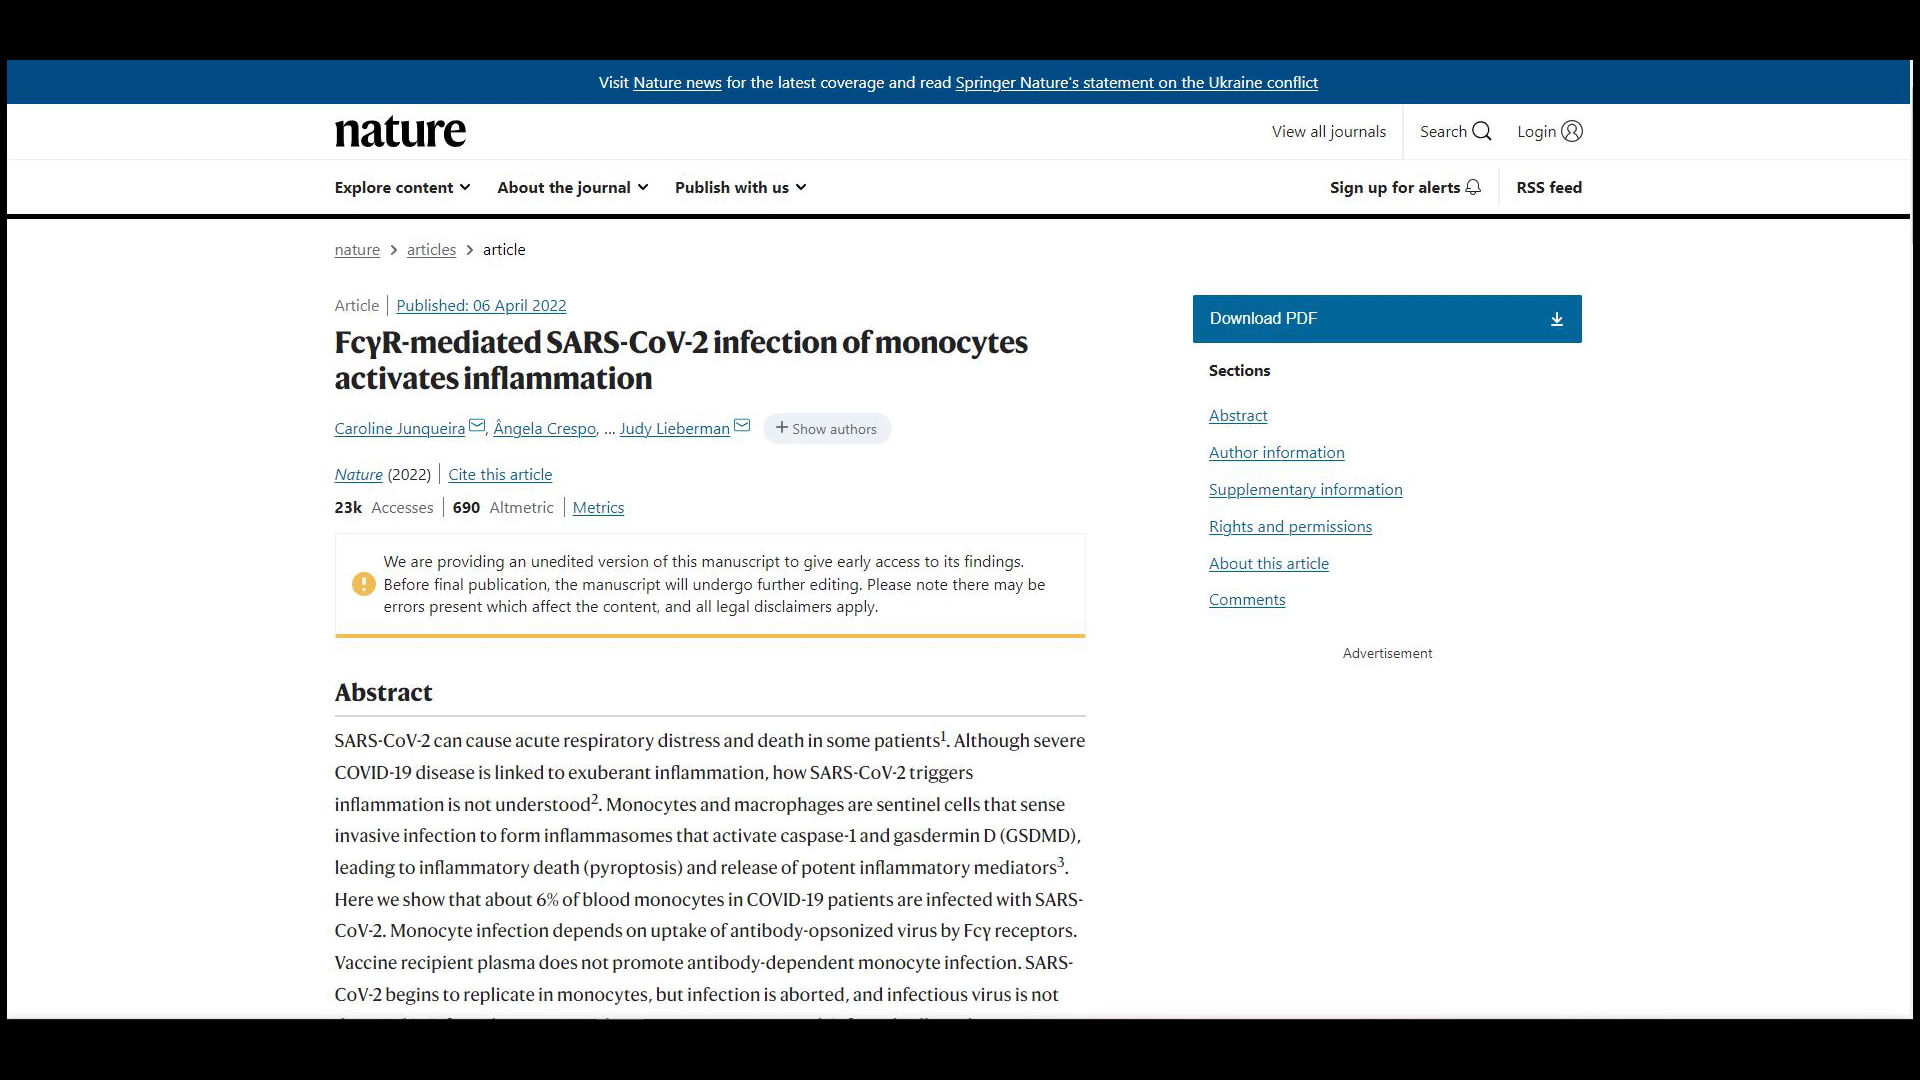 Visit Nature news for the latest coverage and read Springer Nature's statement on the Ukraine conflict
nature
View all journals
Search
Login
Explore content
About the journal
Publish with us
Sign up for alerts
RSS feed
nature > articles > article
Article | Published: 06 April 2022
FcγR-mediated SARS-CoV-2 infection of monocytes
activates inflammation
Caroline Junqueira, Ângela Crespo, ... Judy Lieberman + Show authors
Nature (2022) | Cite this article
23k Accesses | 690 Altmetric | Metrics
We are providing an unedited version of this manuscript to give early access to its findings.
Before final publication, the manuscript will undergo further editing. Please note there may be
errors present which affect the content, and all legal disclaimers apply.
Abstract
SARS-CoV-2 can cause acute respiratory distress and death in some patients1. Although severe
COVID-19 disease is linked to exuberant inflammation, how SARS-CoV-2 triggers
inflammation is not understood2. Monocytes and macrophages are sentinel cells that sense
invasive infection to form inflammasomes that activate caspase-1 and gasdermin D (GSDMD),
leading to inflammatory death (pyroptosis) and release of potent inflammatory mediators3.
Here we show that about 6% of blood monocytes in COVID-19 patients are infected with SARS-
CoV-2. Monocyte infection depends on uptake of antibody-opsonized virus by Fcγ receptors.
Vaccine recipient plasma does not promote antibody-dependent monocyte infection. SARS-
CoV-2 begins to replicate in monocytes, but infection is aborted, and infectious virus is not
Download PDF
Sections
Abstract
Author information
Supplementary information
Rights and permissions
About this article
Comments
Advertisement